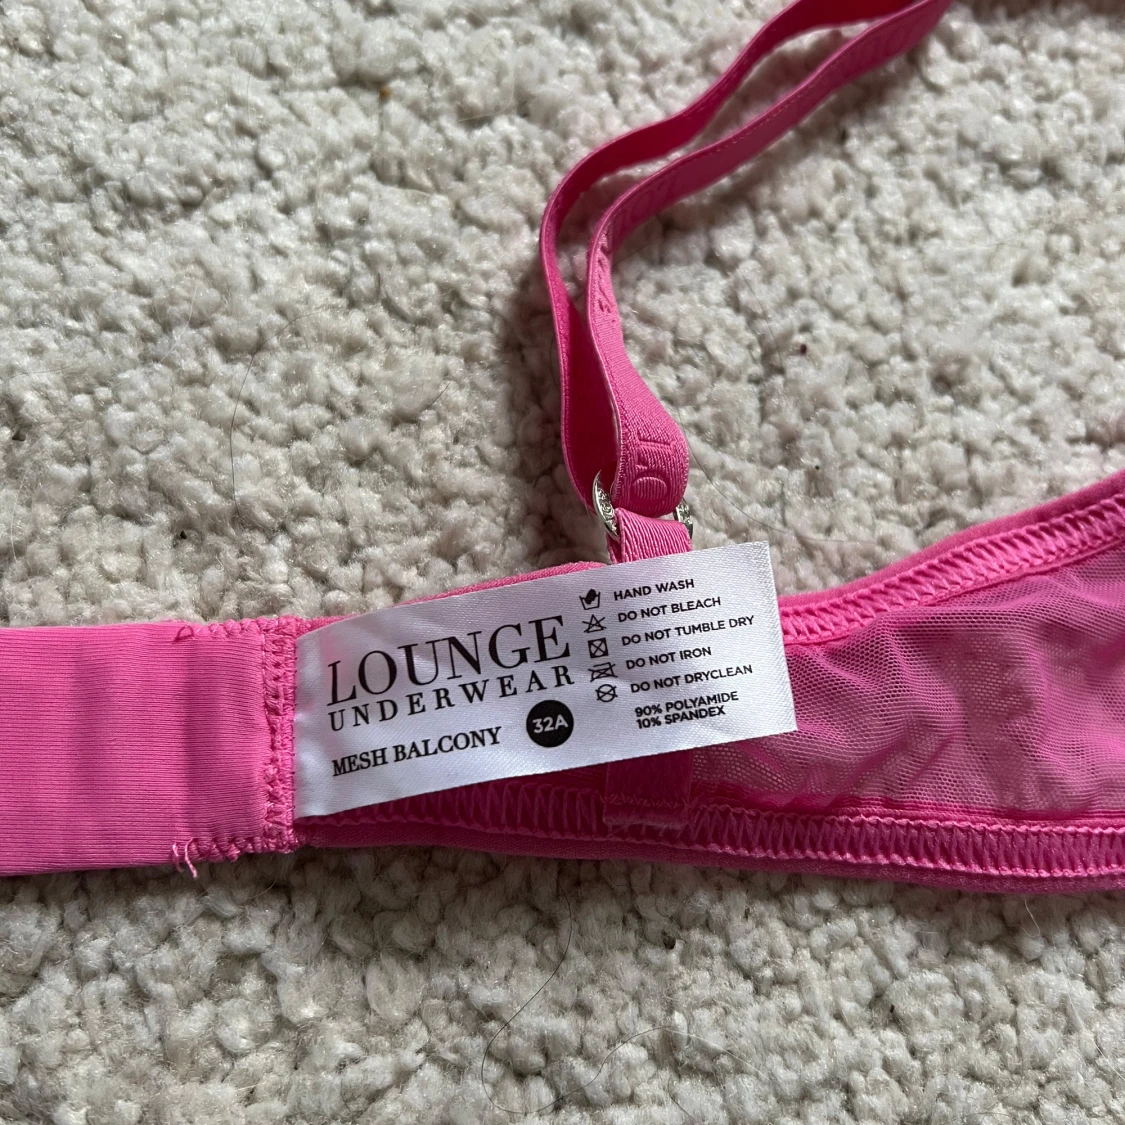 LOUNGE
UNDERWEAR
MESH BALCONY
32A
HAND WASH
DO NOT BLEACH
DO NOT TUMBLE DRY
DO NOT IRON
DO NOT DRYCLEAN
90% POLYAMIDE
10% SPANDEX